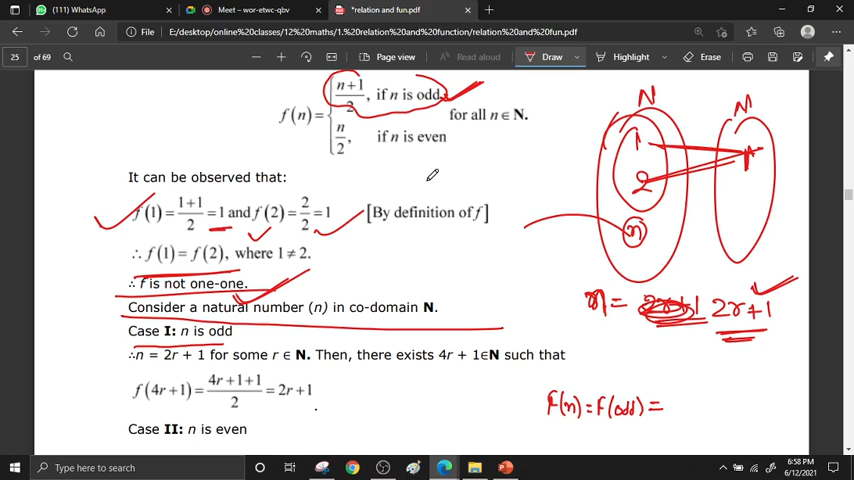 (111) WhatsApp
Meet – wor-etwc-qbv
*relation and fun.pdf
E:/desktop/online%20classes/12%20maths/1.%20relation%20and%20function/relation%20and%20fun.pdf
25 of 69
Page view
Draw
Highlight
Erase
f(n) = { n+1/2, if n is odd
n/2, if n is even
for all n ∈ N.
N
N
1
2
n
1
It can be observed that:
f(1) = 1+1/2 = 1 and f(2) = 2/2 = 1 [By definition of f]
∴ f(1) = f(2), where 1 ≠ 2.
∴ f is not one-one.
Consider a natural number (n) in co-domain N.
n = 2r+1
Case I: n is odd
∴n = 2r + 1 for some r ∈ N. Then, there exists 4r + 1∈N such that
f(4r+1) = 4r+1+1/2 = 2r+1
.
f(n) = f(odd) =
Case II: n is even
Type here to search
6:58 PM
6/12/2021